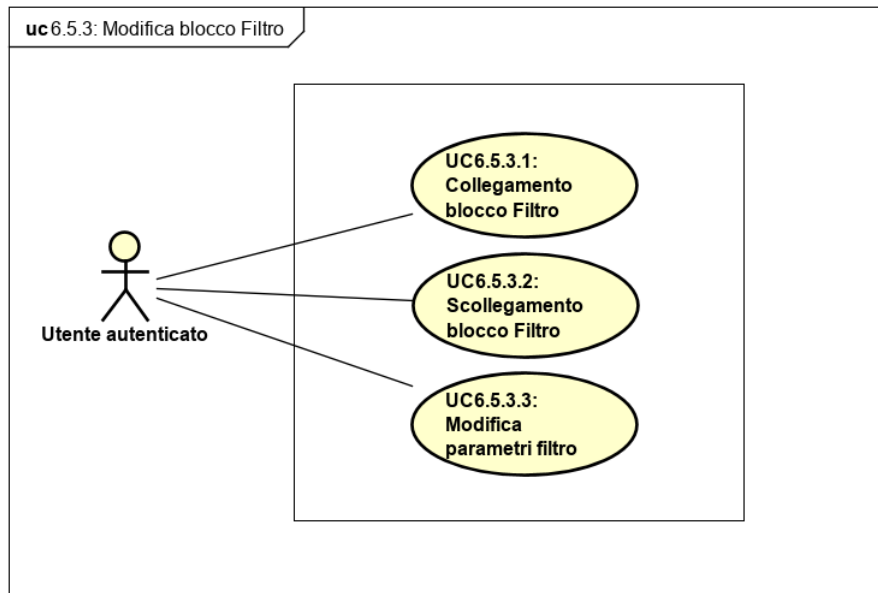 uc 6.5.3: Modifica blocco Filtro
UC6.5.3.1:
Collegamento
blocco Filtro
UC6.5.3.2:
Scollegamento
blocco Filtro
Utente autenticato
UC6.5.3.3:
Modifica
parametri filtro